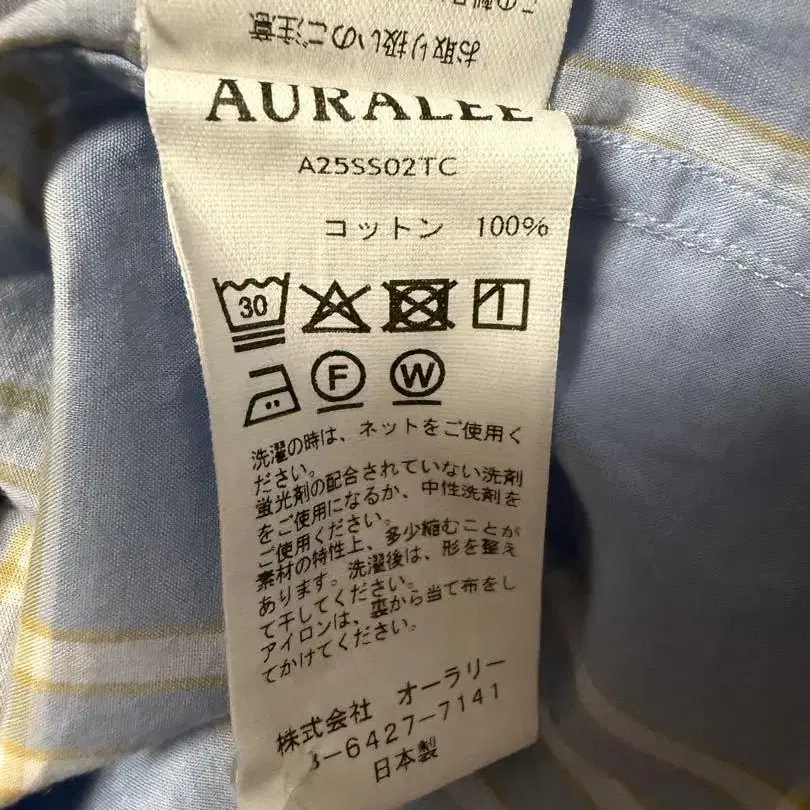 この製品
お取り扱いのご注意
AURALEE
A25SS02TC
コットン 100%
30
F W
洗濯の時は、ネットをご使用く
ださい。
蛍光剤の配合されていない洗剤
をご使用になるか、中性洗剤を
ご使用ください。
素材の特性上、多少縮むことが
あります。洗濯後は、形を整え
て干してください。
アイロンは、裏から当て布をし
てかけてください。
株式会社 オーラリー
3-6427-7141
日本製